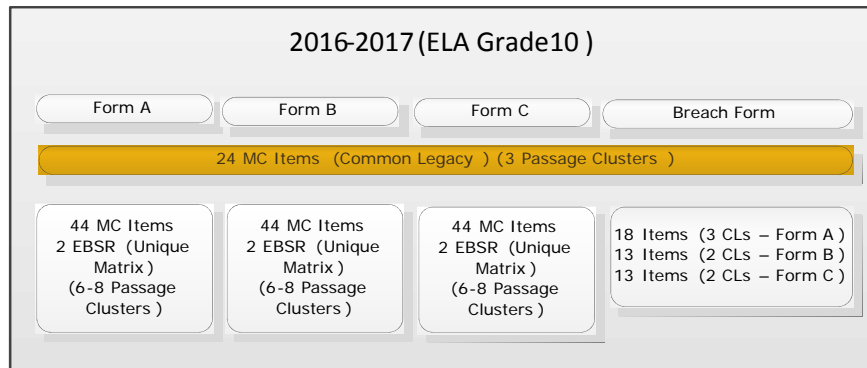 2016-2017 (ELA Grade10 )
Form A
Form B
Form C
Breach Form
24 MC Items (Common Legacy ) (3 Passage Clusters )
44 MC Items
2 EBSR (Unique
Matrix)
(6-8 Passage
Clusters )
44 MC Items
2 EBSR (Unique
Matrix)
(6-8 Passage
Clusters )
44 MC Items
2 EBSR (Unique
Matrix)
(6-8 Passage
Clusters )
18 Items (3 CLs – Form A )
13 Items (2 CLs – Form B )
13 Items (2 CLs – Form C )